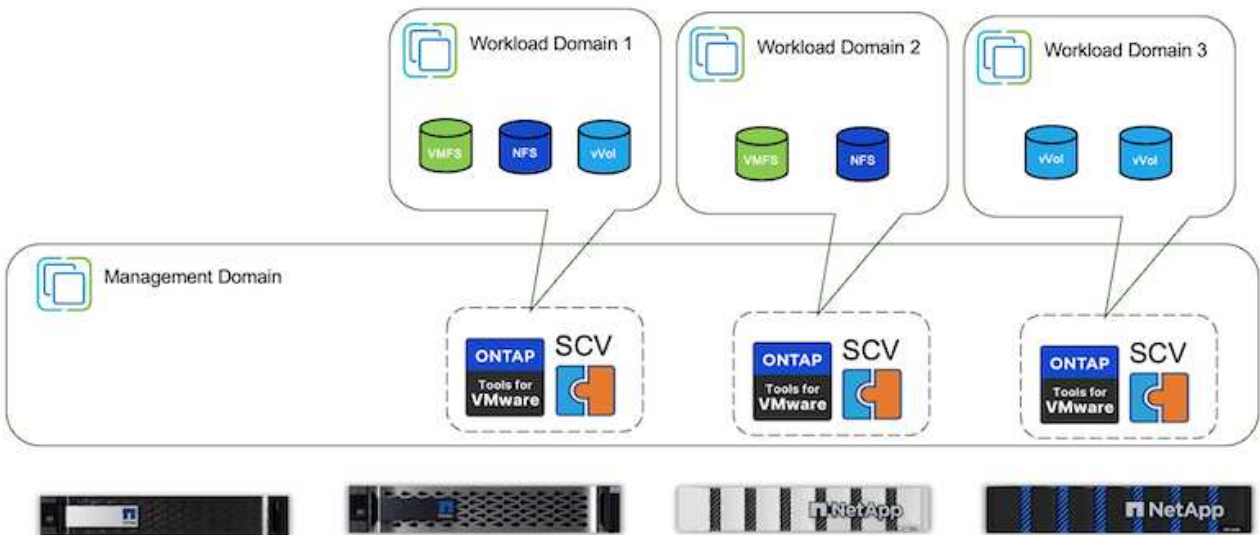 Workload Domain 1
Workload Domain 2
Workload Domain 3
VMFS
NFS
vVol
VMFS
NFS
vVol
vVol
Management Domain
ONTAP
Tools for
VMware
SCV
ONTAP
Tools for
VMware
SCV
ONTAP
Tools for
VMware
SCV
NetApp
NetApp